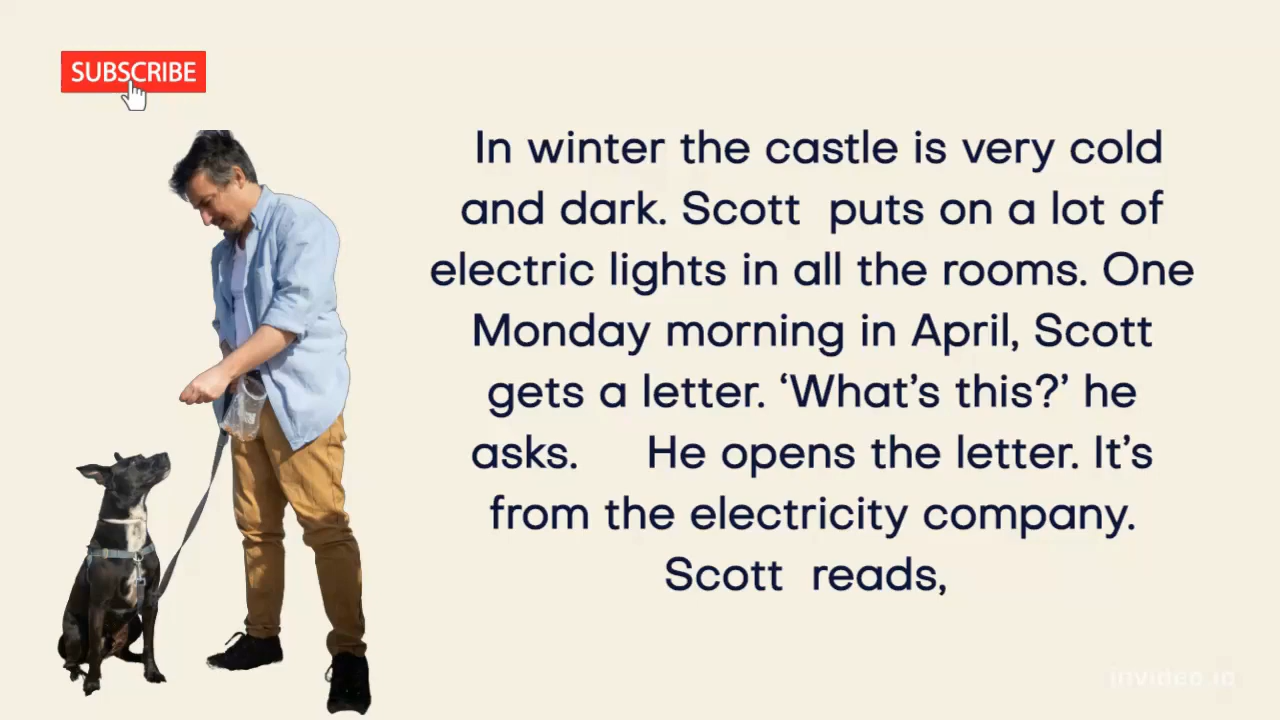 SUBSCRIBE
In winter the castle is very cold
and dark. Scott puts on a lot of
electric lights in all the rooms. One
Monday morning in April, Scott
gets a letter. ‘What’s this?’ he
asks. He opens the letter. It’s
from the electricity company.
Scott reads,
invideo.io